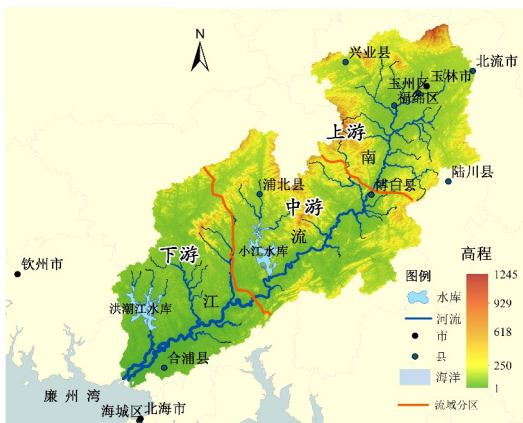 N
兴业县
北流市
玉州区
玉林市
福绵区
上游
南
陆川县
博白县
浦北县
中游
流
小江水库
下游
钦州市
江
洪潮江水库
合浦县
廉州湾
海城区
北海市
图例
水库
河流
市
县
海洋
流域分区
高程
1245
929
618
250
1